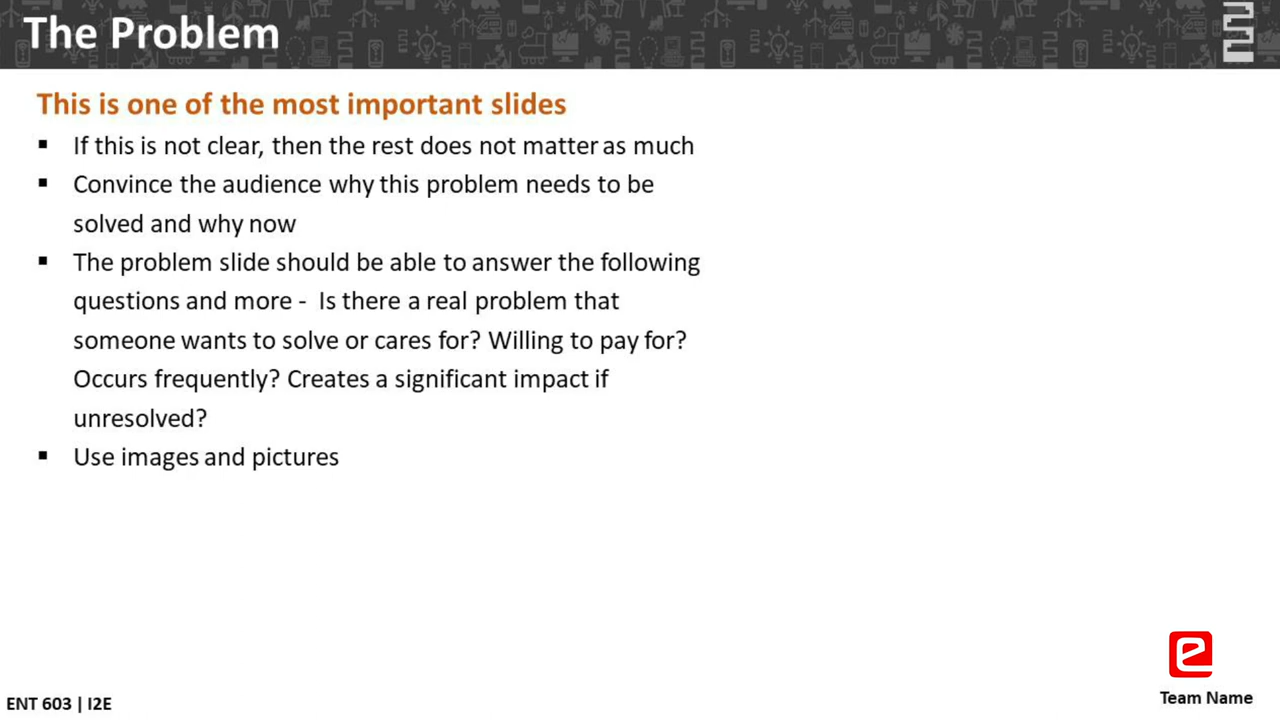 The Problem
This is one of the most important slides
▪ If this is not clear, then the rest does not matter as much
▪ Convince the audience why this problem needs to be
solved and why now
▪ The problem slide should be able to answer the following
questions and more - Is there a real problem that
someone wants to solve or cares for? Willing to pay for?
Occurs frequently? Creates a significant impact if
unresolved?
▪ Use images and pictures
e
Team Name
ENT 603 | I2E